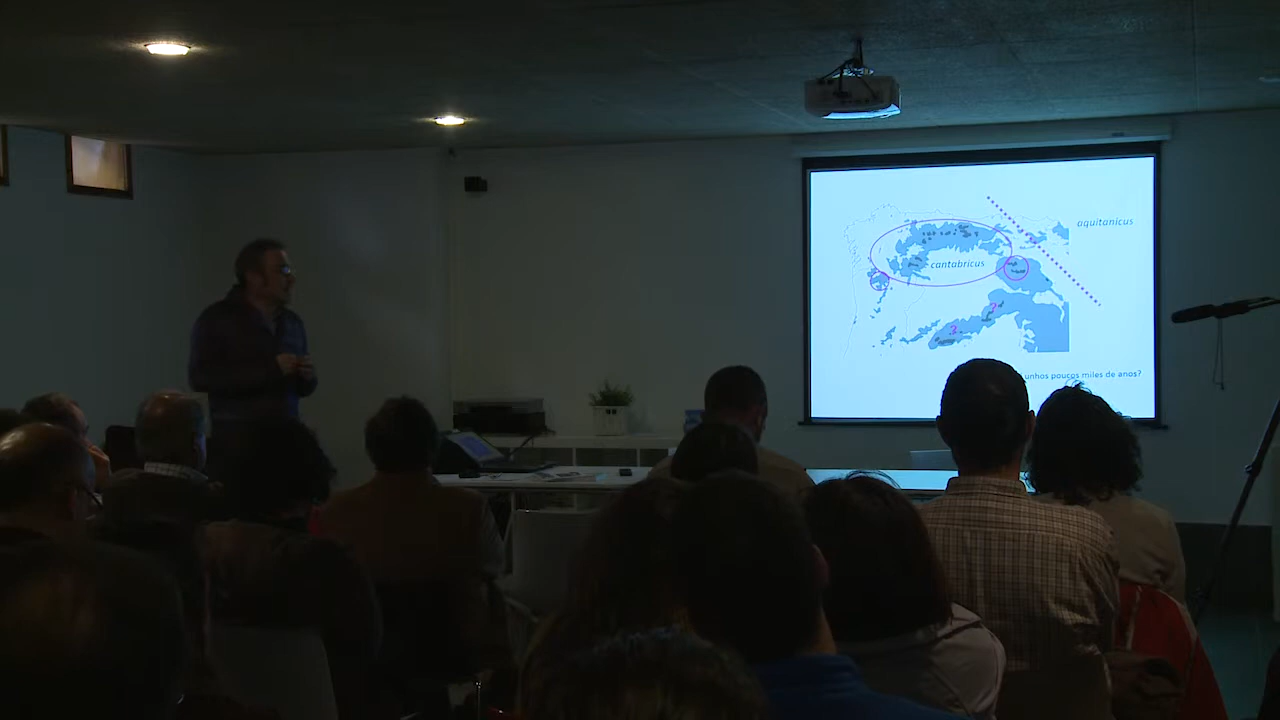 aquitanicus
cantabricus
?
?
unhos poucos miles de anos?